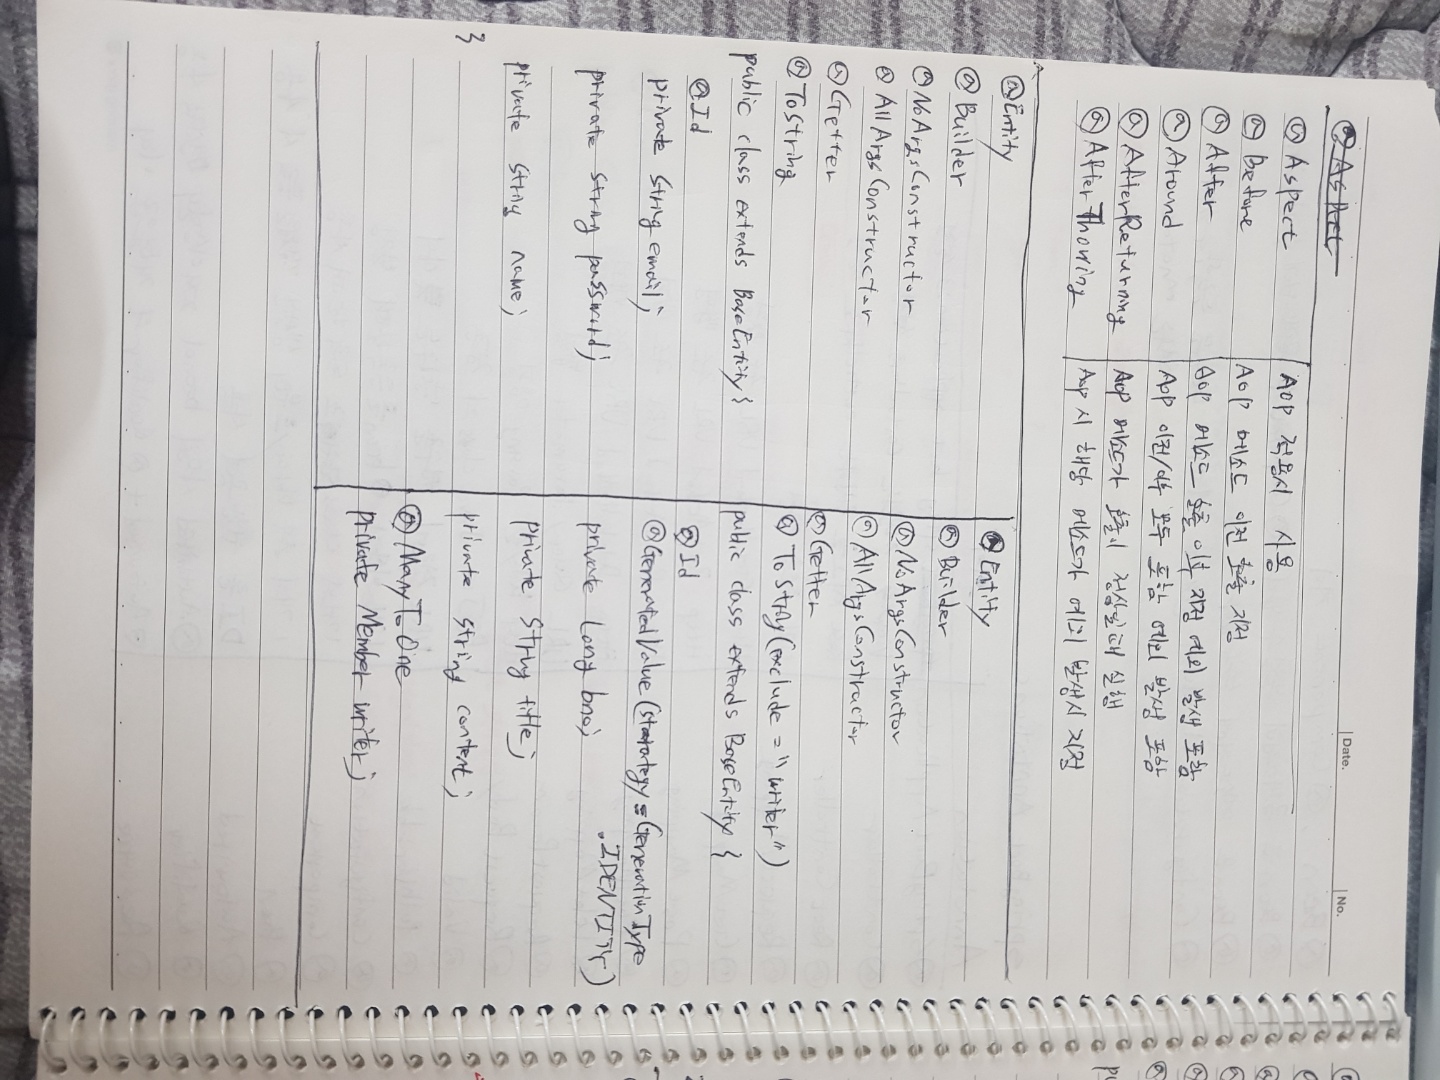 Date.
No.
@Aspect
@Aspect AOP 적용시 사용
@Before AOP 메소드 이전 호출 지정
@After AOP 메소드 호출 이후 지정 예외 발생 포함
@Around AOP 이전/이후 모두 포함 예외 발생 포함
@AfterReturning AOP 메소드가 호출시 정상일때 실행
@AfterThowing AOP 시 해당 메소드가 예외 발생시 지정
@Entity
@Builder
@NoArgsConstructor
@AllArgsConstructor
@Getter
@ToString
public class extends BaseEntity {
@Id
private String email;
private String password;
private String name;
}
@Entity
@Builder
@NoArgsConstructor
@AllArgsConstructor
@Getter
@ToString(exclude = "writer")
public class extends BaseEntity {
@Id
@GeneratedValue(strategy = GenerationType
.IDENTITY)
private Long bno;
private String title;
private String content;
@ManyToOne
private Member writer;